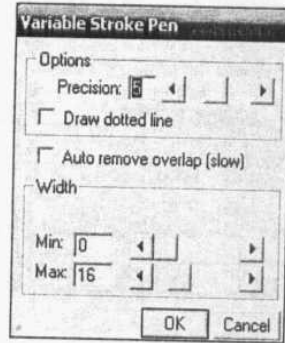 Variable Stroke Pen
Options
Precision: 5
Draw dotted line
Auto remove overlap (slow)
Width
Min: 0
Max: 16
OK Cancel